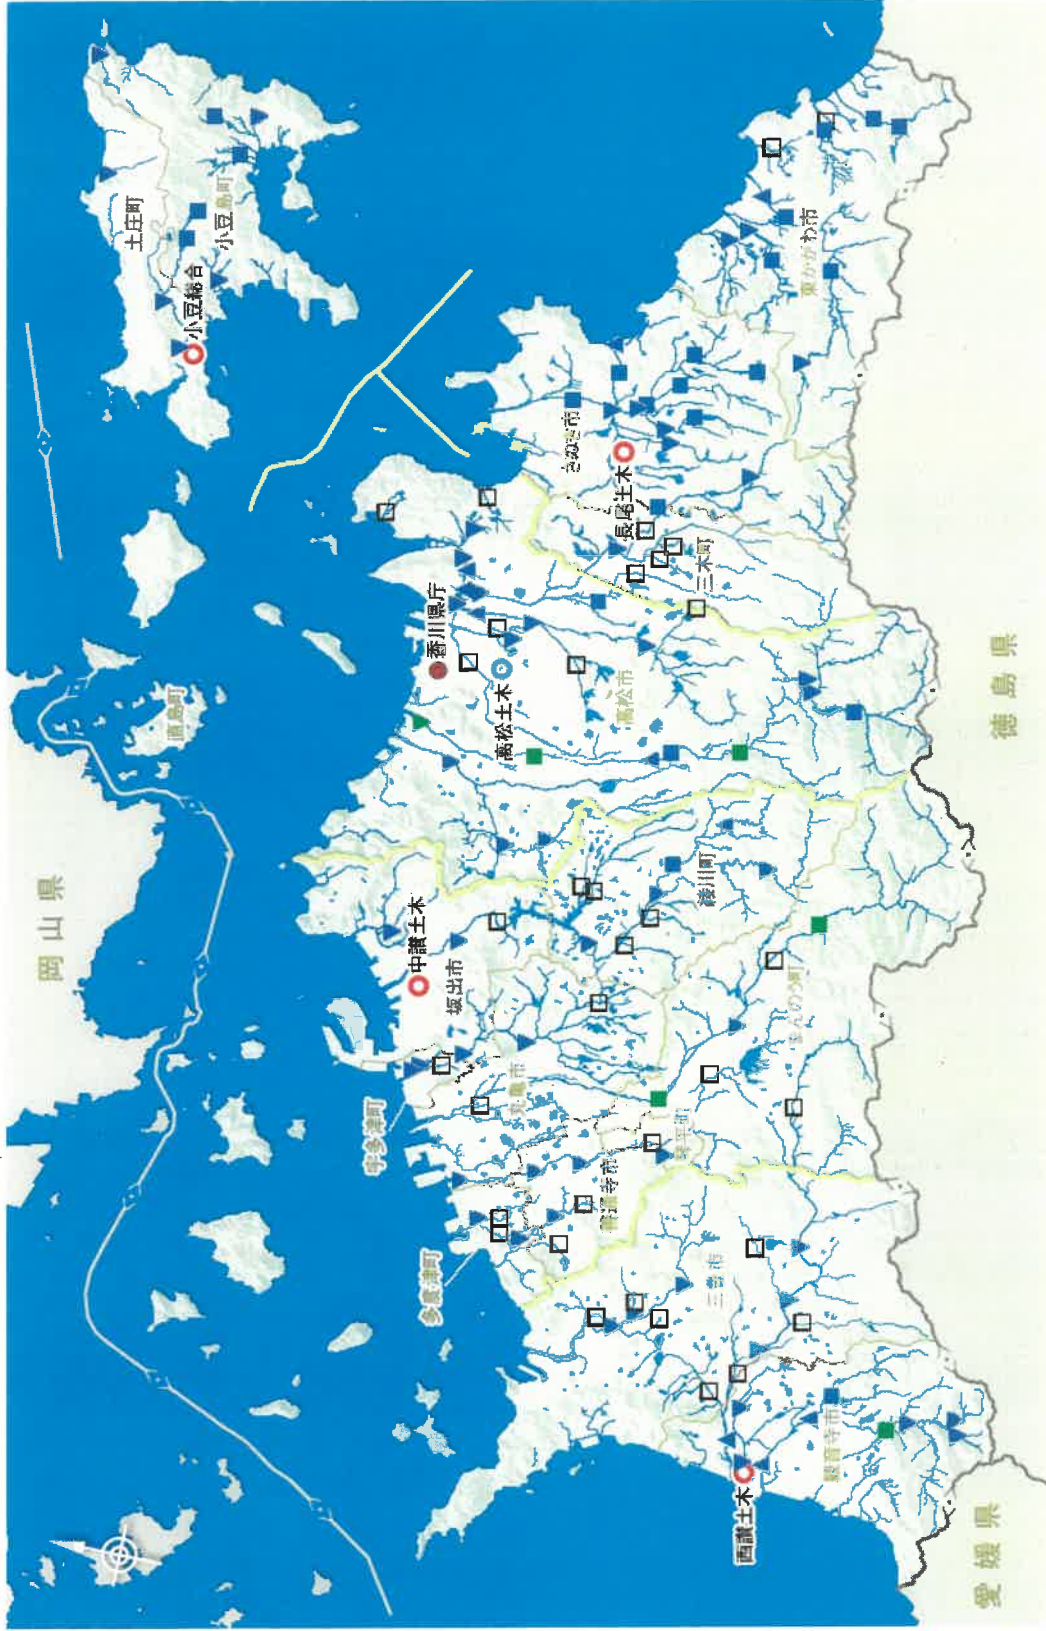 岡山県
土庄町
小豆島町
小豆総合
直島町
香川県庁
高松土木
高松市
さぬき市
長尾土木
三木町
東かがわ市
中讃土木
坂出市
宇多津町
丸亀市
綾川町
まんのう町
多度津町
善通寺市
琴平町
三豊市
西讃土木
観音寺市
徳島県
愛媛県